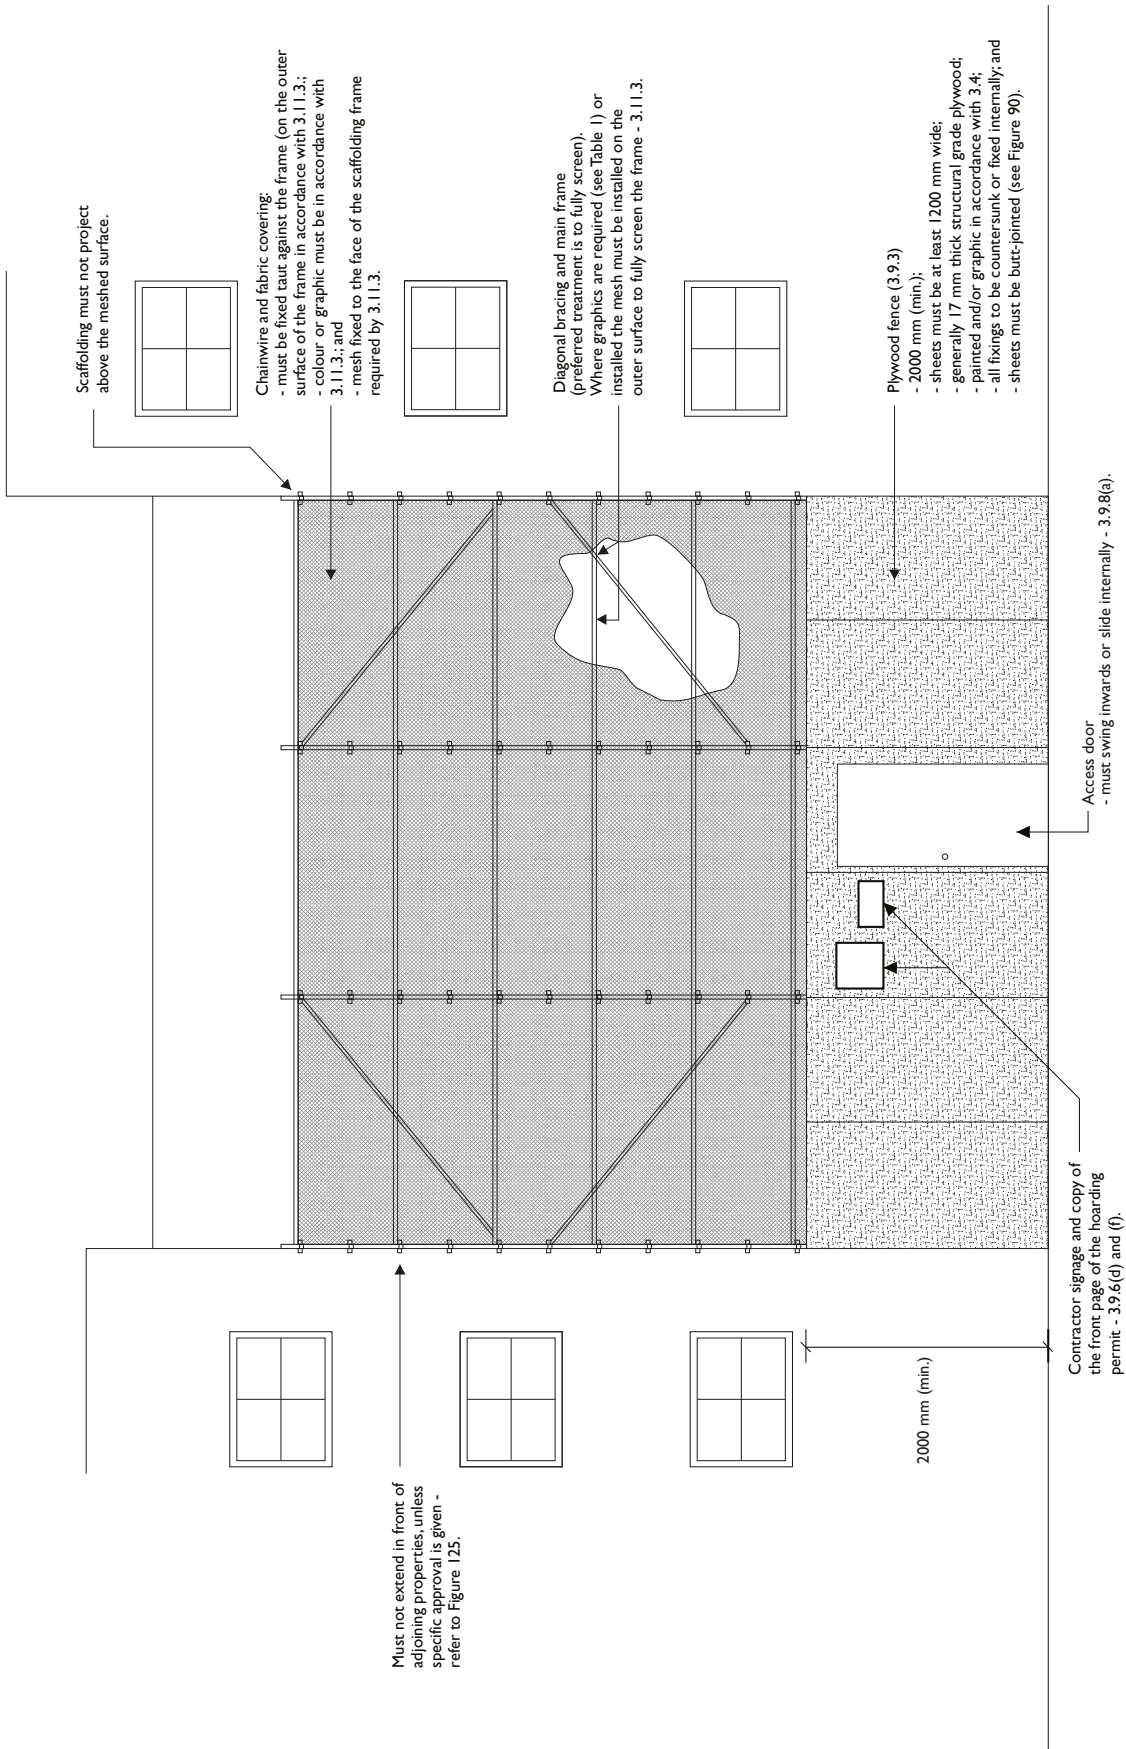 Scaffolding must not project
above the meshed surface.
Chainwire and fabric covering:
- must be fixed taut against the frame (on the outer
surface of the frame in accordance with 3.11.3.;
- colour or graphic must be in accordance with
3.11.3.; and
- mesh fixed to the face of the scaffolding frame
required by 3.11.3.
Diagonal bracing and main frame
(preferred treatment is to fully screen).
Where graphics are required (see Table 1) or
installed the mesh must be installed on the
outer surface to fully screen the frame - 3.11.3.
Plywood fence (3.9.3)
- 2000 mm (min.);
- sheets must be at least 1200 mm wide;
- generally 17 mm thick structural grade plywood;
- painted and/or graphic in accordance with 3.4;
- all fixings to be countersunk or fixed internally; and
- sheets must be butt-jointed (see Figure 90).
Access door
- must swing inwards or slide internally - 3.9.8(a).
Contractor signage and copy of
the front page of the hoarding
permit - 3.9.6(d) and (f).
2000 mm (min.)
Must not extend in front of
adjoining properties, unless
specific approval is given -
refer to Figure 125.